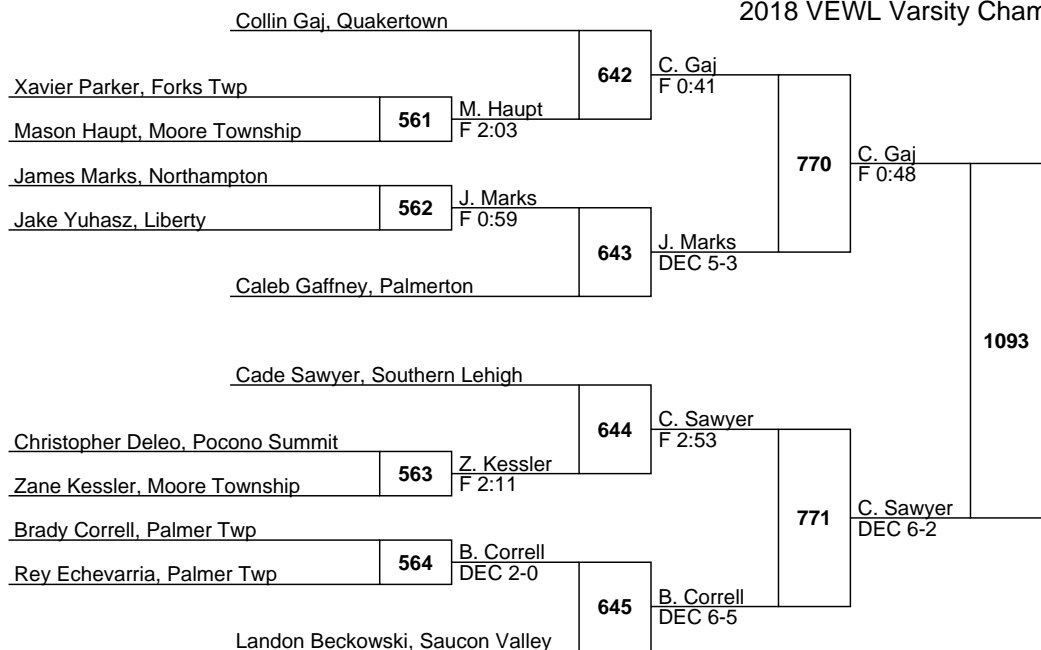 2018 VEWL Varsity Cham
Collin Gaj, Quakertown
642
C. Gaj
F 0:41
Xavier Parker, Forks Twp
561
M. Haupt
F 2:03
Mason Haupt, Moore Township
770
C. Gaj
F 0:48
James Marks, Northampton
562
J. Marks
F 0:59
Jake Yuhasz, Liberty
643
J. Marks
DEC 5-3
Caleb Gaffney, Palmerton
1093
Cade Sawyer, Southern Lehigh
644
C. Sawyer
F 2:53
Christopher Deleo, Pocono Summit
563
Z. Kessler
F 2:11
Zane Kessler, Moore Township
771
C. Sawyer
DEC 6-2
Brady Correll, Palmer Twp
564
B. Correll
DEC 2-0
Rey Echevarria, Palmer Twp
645
B. Correll
DEC 6-5
Landon Beckowski, Saucon Valley